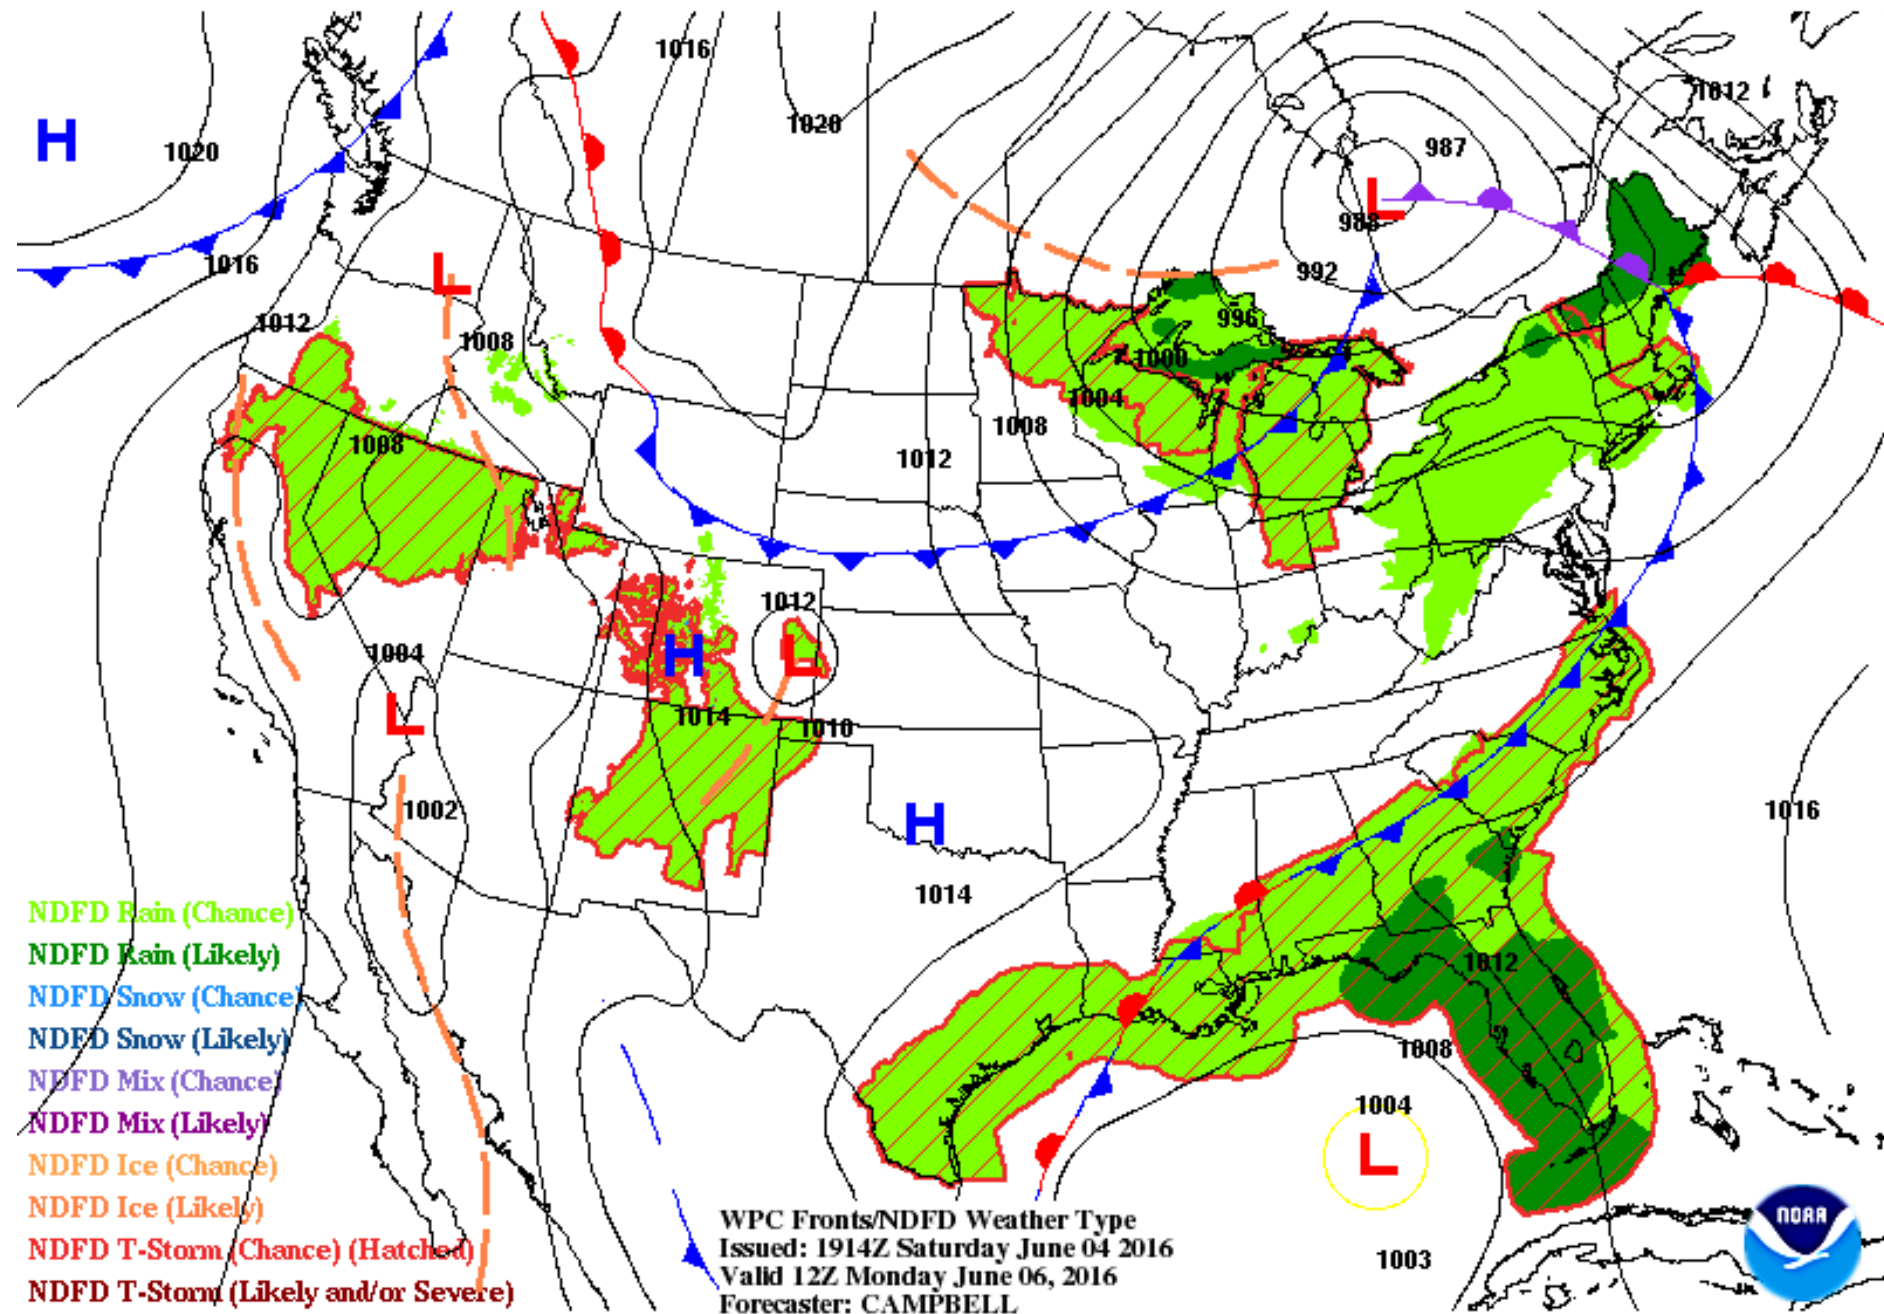 1016
1012
H
1020
1020
987
L
988
1016
L
992
1012
1008
996
1000
1004
1008
1008
1012
1012
1004
H
L
L
1014
1010
1002
H
1016
1014
NDFD Rain (Chance)
NDFD Rain (Likely)
NDFD Snow (Chance)
NDFD Snow (Likely)
NDFD Mix (Chance)
NDFD Mix (Likely)
NDFD Ice (Chance)
NDFD Ice (Likely)
NDFD T-Storm (Chance) (Hatched)
NDFD T-Storm (Likely and/or Severe)
1012
1008
1004
L
1003
WPC Fronts/NDFD Weather Type
Issued: 1914Z Saturday June 04 2016
Valid 12Z Monday June 06, 2016
Forecaster: CAMPBELL
NOAA